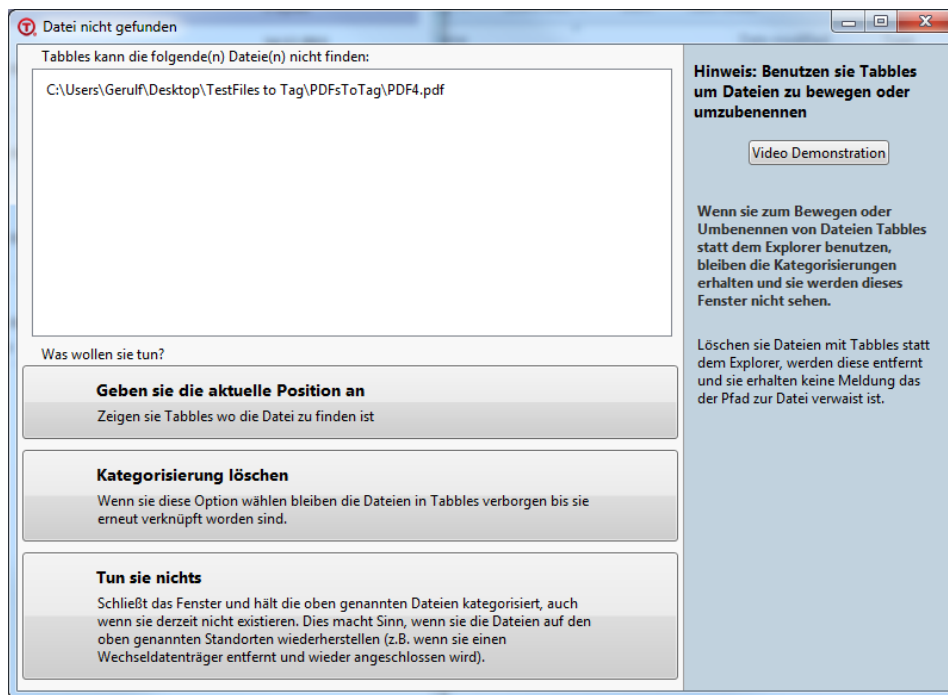 Datei nicht gefunden
Tabbles kann die folgende(n) Dateie(n) nicht finden:
C:\Users\Gerulf\Desktop\TestFiles to Tag\PDFsToTag\PDF4.pdf
Was wollen sie tun?
Geben sie die aktuelle Position an
Zeigen sie Tabbles wo die Datei zu finden ist
Kategorisierung löschen
Wenn sie diese Option wählen bleiben die Dateien in Tabbles verborgen bis sie
erneut verknüpft worden sind.
Tun sie nichts
Schließt das Fenster und hält die oben genannten Dateien kategorisiert, auch
wenn sie derzeit nicht existieren. Dies macht Sinn, wenn sie die Dateien auf den
oben genannten Standorten wiederherstellen (z.B. wenn sie einen
Wechseldatenträger entfernt und wieder angeschlossen wird).
Hinweis: Benutzen sie Tabbles
um Dateien zu bewegen oder
umzubenennen
Video Demonstration
Wenn sie zum Bewegen oder
Umbenennen von Dateien Tabbles
statt dem Explorer benutzen,
bleiben die Kategorisierungen
erhalten und sie werden dieses
Fenster nicht sehen.
Löschen sie Dateien mit Tabbles statt
dem Explorer, werden diese entfernt
und sie erhalten keine Meldung das
der Pfad zur Datei verwaist ist.